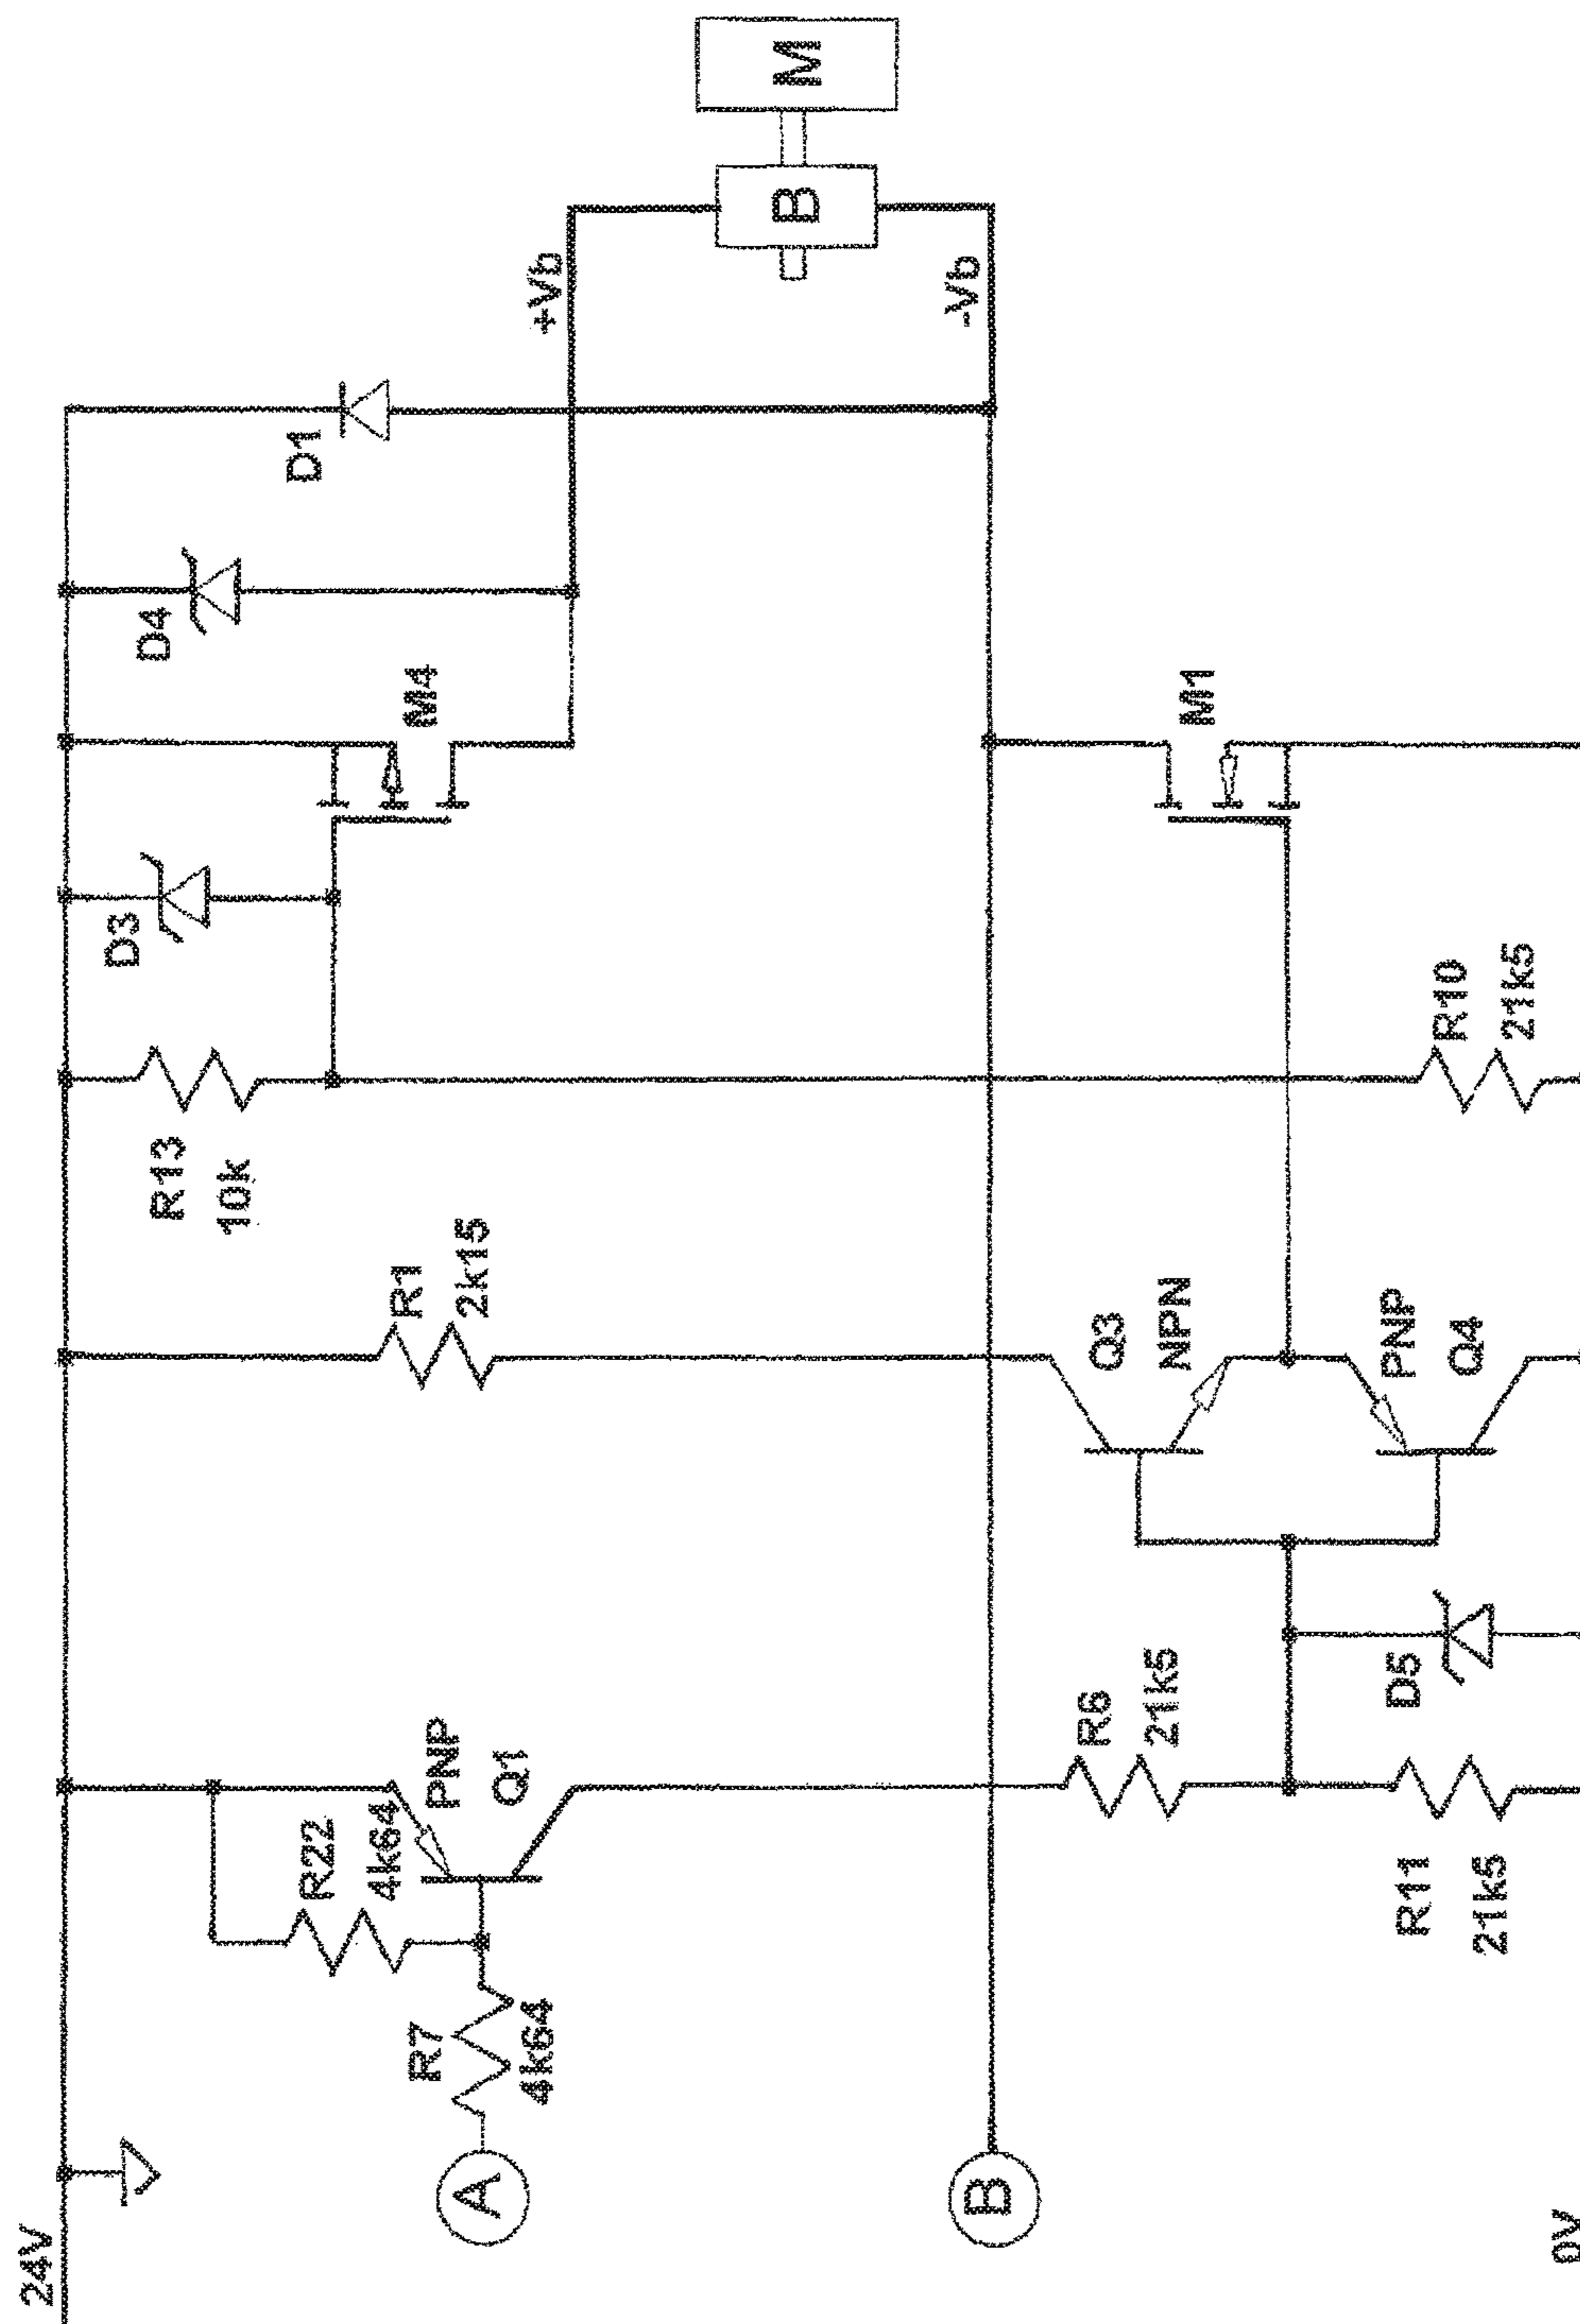 24V
A
B
0V
R7
4k64
R22
4k64
PNP
Q1
R6
21k5
R11
21k5
D5
Q3
NPN
PNP
Q4
R1
2k15
R13
10k
R10
21k5
D3
M4
M1
D4
D1
+Vb
-Vb
B
M